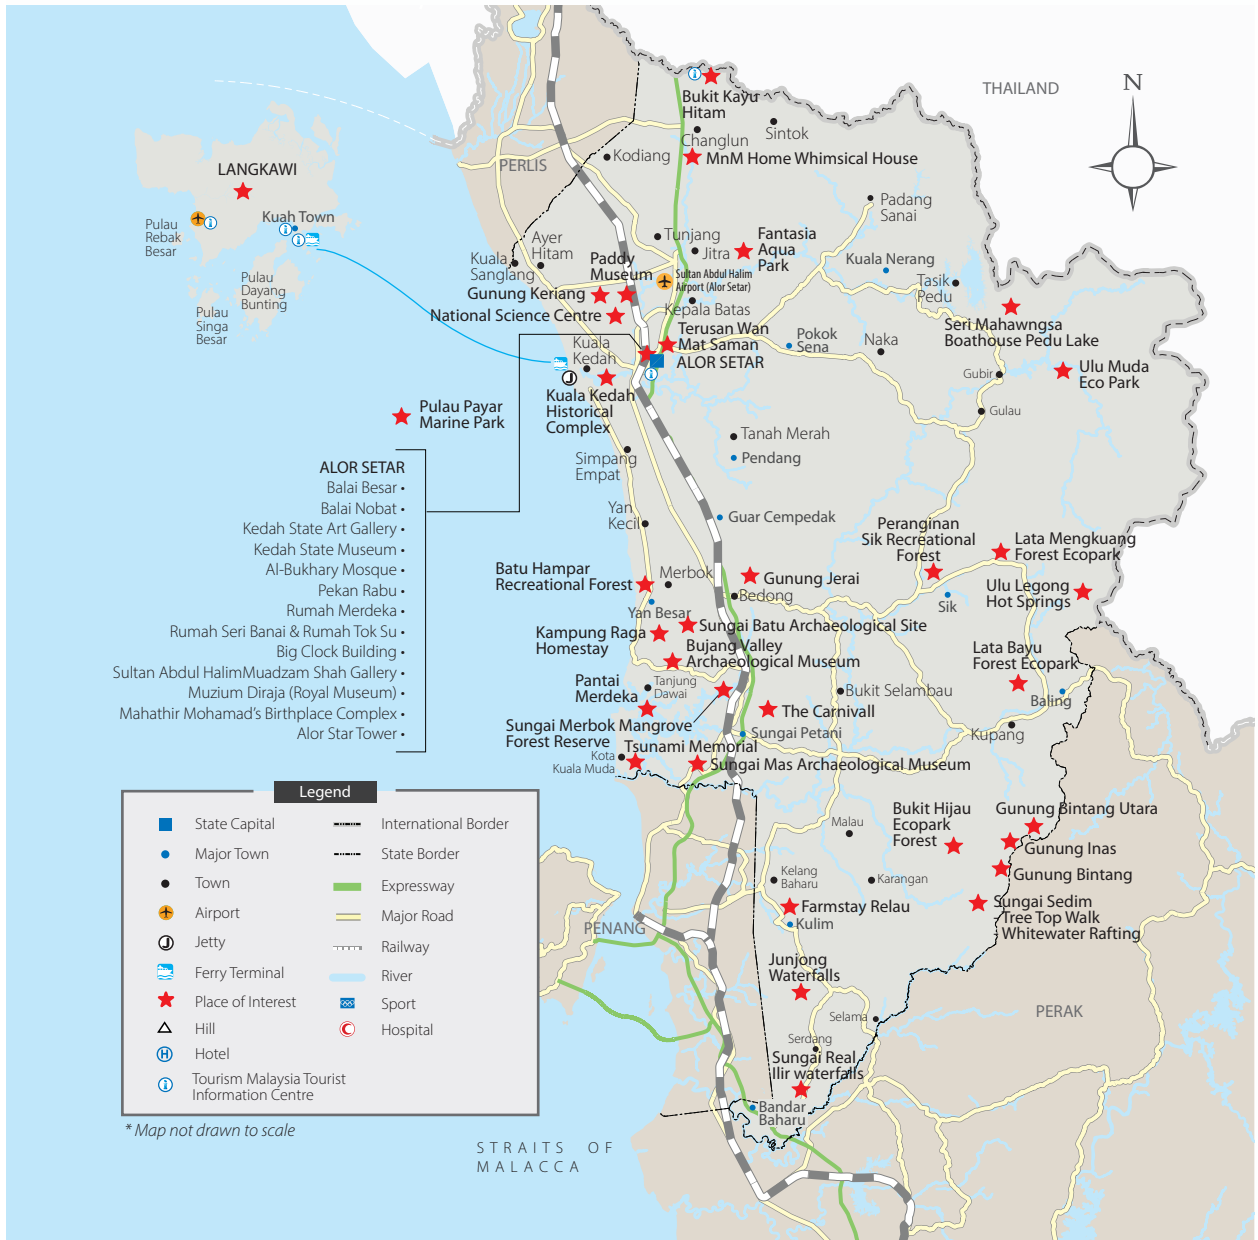 THAILAND
N
Bukit Kayu
Hitam
Changlun
Sintok
Kodiang
MnM Home Whimsical House
PERLIS
LANGKAWI
Kuah Town
Pulau
Rebak
Besar
Pulau
Dayang
Bunting
Pulau
Singa
Besar
Padang
Sanai
Ayer
Hitam
Kuala
Sanglang
Tunjang
Jitra
Fantasia
Aqua
Park
Kuala Nerang
Tasik
Pedu
Paddy
Museum
Sultan Abdul Halim
Airport (Alor Setar)
Gunung Keriang
Kepala Batas
National Science Centre
Terusan Wan
Mat Saman
ALOR SETAR
Pokok
Sena
Naka
Seri Mahawngsa
Boathouse Pedu Lake
Kuala
Kedah
Gubir
Ulu Muda
Eco Park
Kuala Kedah
Historical
Complex
Gulau
Pulau Payar
Marine Park
Tanah Merah
Pendang
Simpang
Empat
ALOR SETAR
Balai Besar •
Balai Nobat •
Kedah State Art Gallery •
Kedah State Museum •
Al-Bukhary Mosque •
Pekan Rabu •
Rumah Merdeka •
Rumah Seri Banai & Rumah Tok Su •
Big Clock Building •
Sultan Abdul HalimMuadzam Shah Gallery •
Muzium Diraja (Royal Museum) •
Mahathir Mohamad's Birthplace Complex •
Alor Star Tower •
Yan
Kecil
Guar Cempedak
Peranginan
Sik Recreational
Forest
Lata Mengkuang
Forest Ecopark
Batu Hampar
Recreational Forest
Merbok
Gunung Jerai
Bedong
Ulu Legong
Hot Springs
Sik
Yan Besar
Sungai Batu Archaeological Site
Kampung Raga
Homestay
Bujang Valley
Archaeological Museum
Lata Bayu
Forest Ecopark
Pantai
Merdeka
Tanjung
Dawai
Bukit Selambau
Baling
The Carnivall
Sungai Merbok Mangrove
Forest Reserve
Sungai Petani
Kupang
Tsunami Memorial
Kota
Kuala Muda
Sungai Mas Archaeological Museum
Bukit Hijau
Ecopark
Forest
Gunung Bintang Utara
Malau
Gunung Inas
Gunung Bintang
Kelang
Baharu
Karangan
Farmstay Relau
Kulim
Sungai Sedim
Tree Top Walk
Whitewater Rafting
PENANG
Junjong
Waterfalls
Selama
PERAK
Serdang
Sungai Real
Ilir waterfalls
Bandar
Baharu
Legend
State Capital
Major Town
Town
Airport
J
Jetty
Ferry Terminal
Place of Interest
Hill
H
Hotel
i
Tourism Malaysia Tourist
Information Centre
International Border
State Border
Expressway
Major Road
Railway
River
Sport
Hospital
* Map not drawn to scale
STRAITS OF
MALACCA